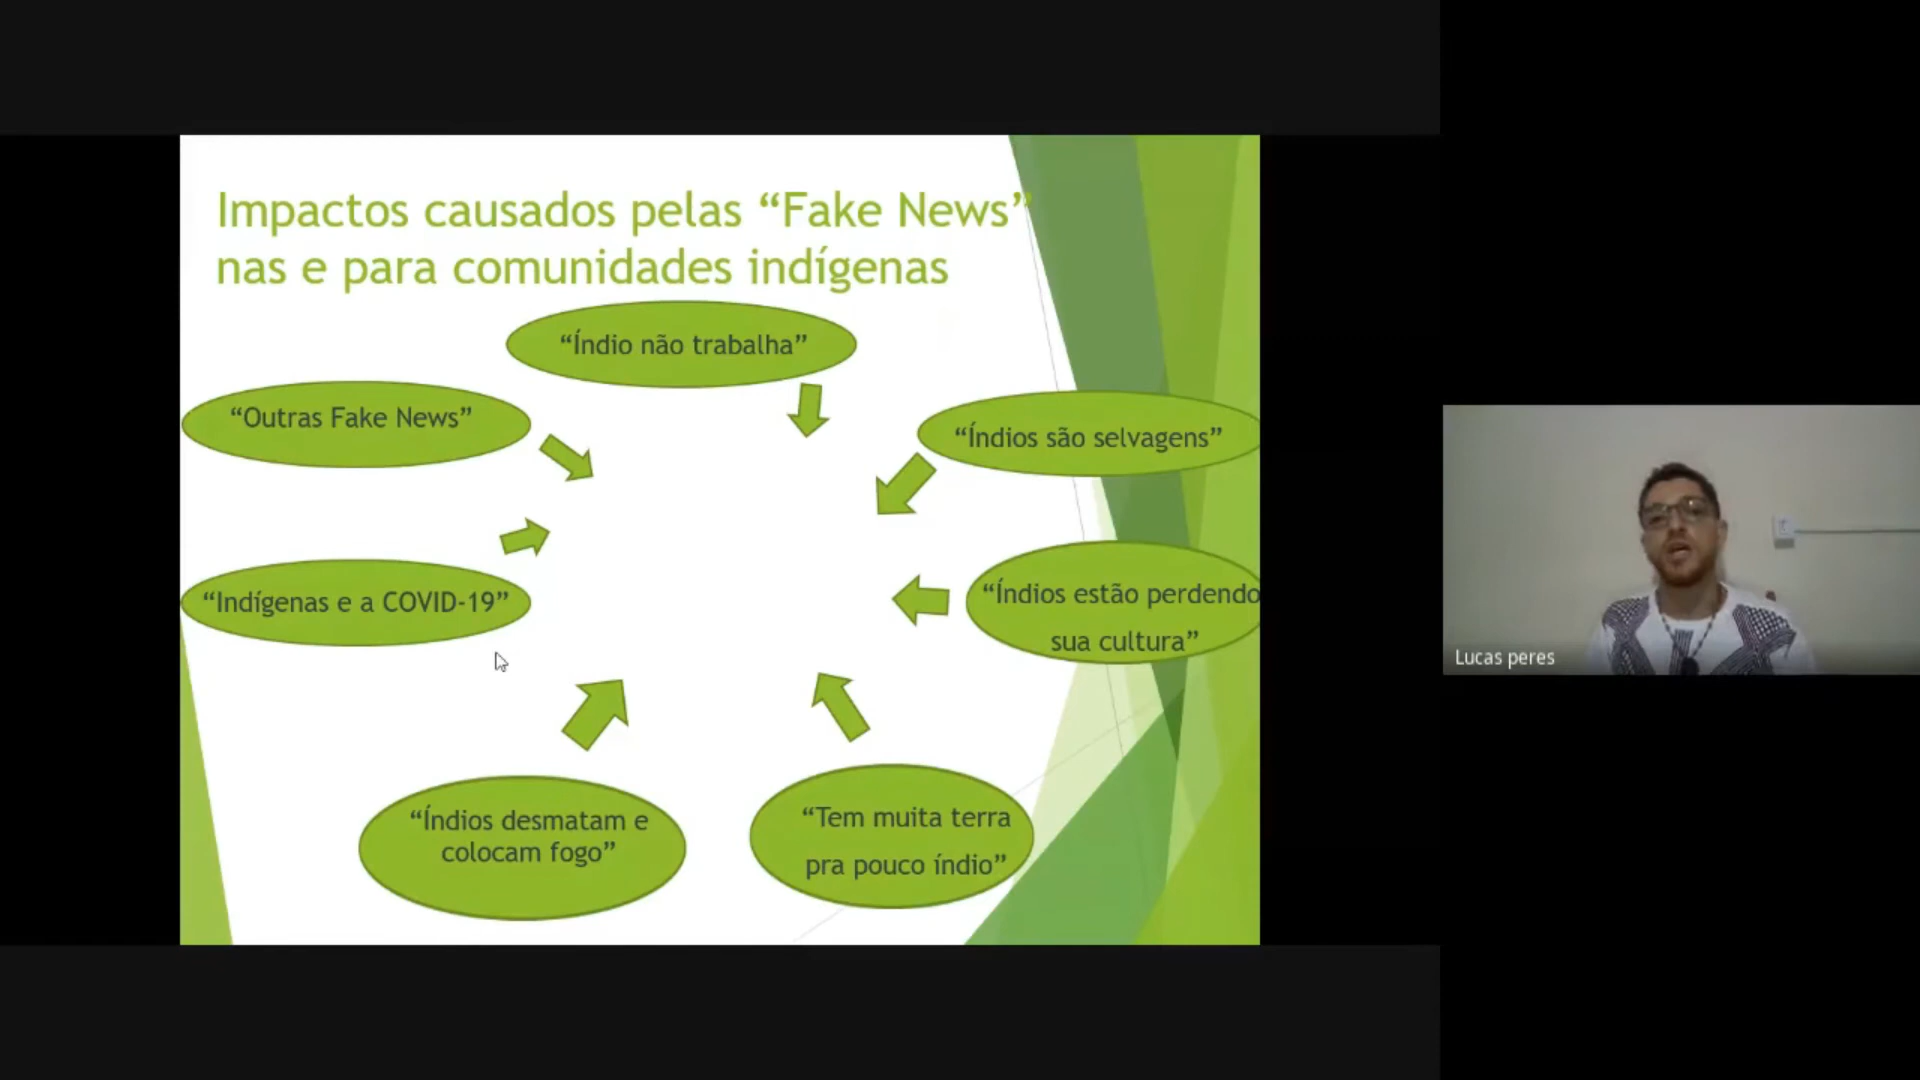 Impactos causados pelas “Fake News”
nas e para comunidades indígenas
“Índio não trabalha”
“Outras Fake News”
“Índios são selvagens”
“Indígenas e a COVID-19”
“Índios estão perdendo
sua cultura”
“Índios desmatam e
colocam fogo”
“Tem muita terra
pra pouco índio”
Lucas peres